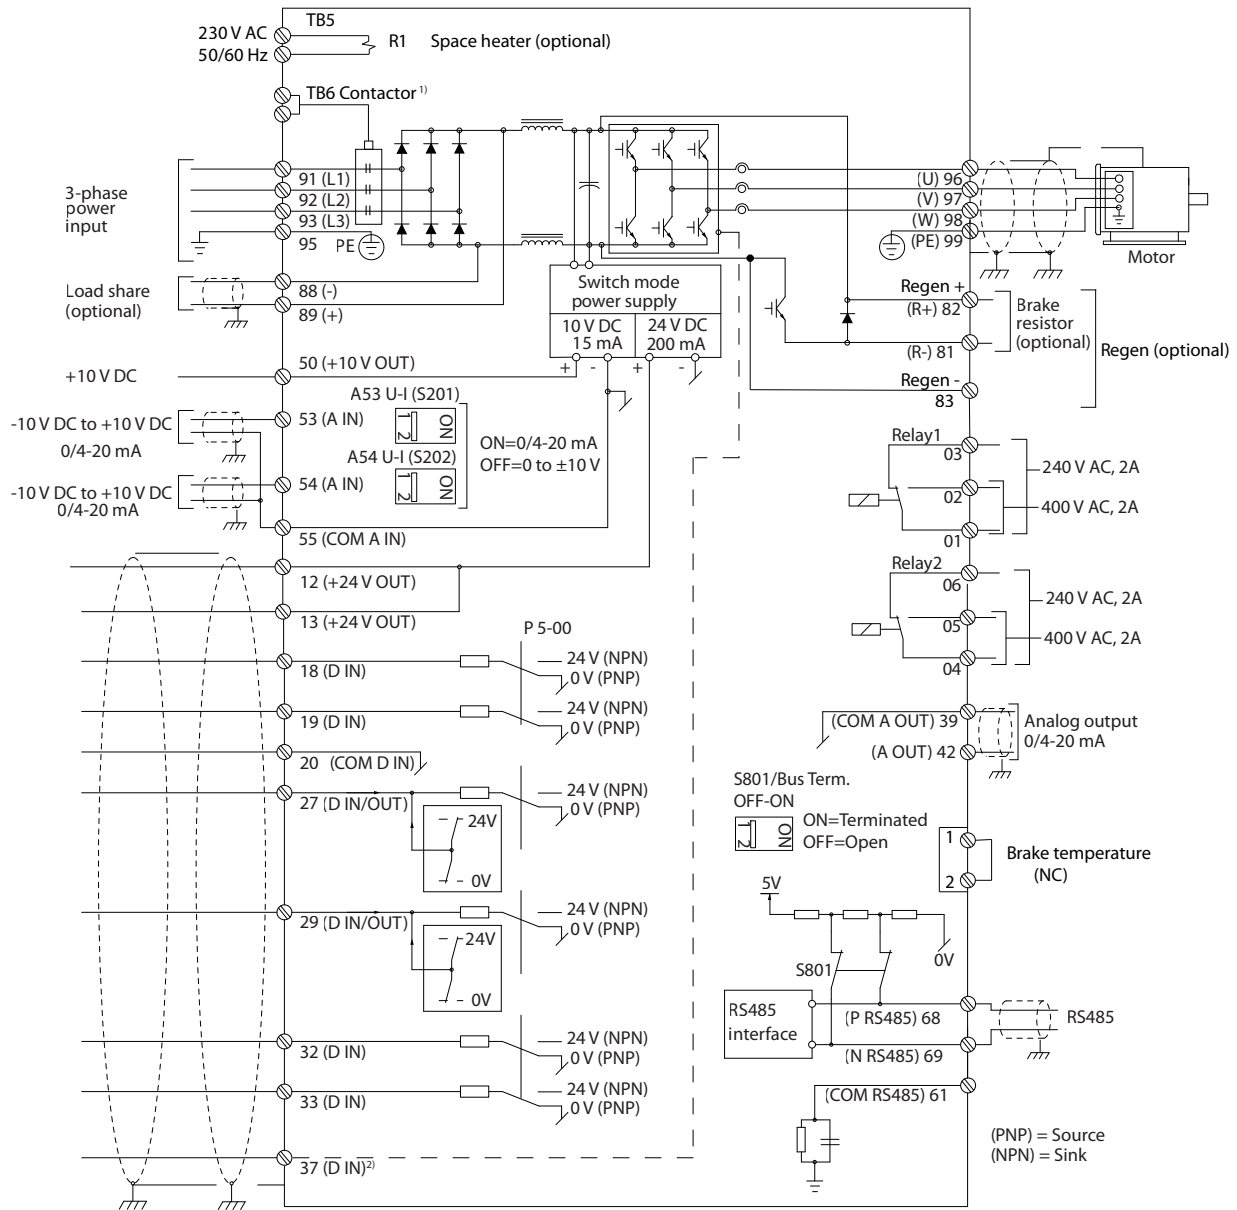 TB5
230 V AC
50/60 Hz
R1
Space heater (optional)
TB6 Contactor 1)
3-phase
power
input
91 (L1)
92 (L2)
93 (L3)
95
PE
Load share
(optional)
88 (-)
89 (+)
Switch mode
power supply
10 V DC
15 mA
24 V DC
200 mA
+
-
+
-
(U) 96
(V) 97
(W) 98
(PE) 99
Motor
Regen +
(R+) 82
Brake
resistor
(optional)
(R-) 81
Regen (optional)
Regen -
83
+10 V DC
50 (+10 V OUT)
-10 V DC to +10 V DC
0/4-20 mA
53 (A IN)
A53 U-I (S201)
1 2
ON
-10 V DC to +10 V DC
0/4-20 mA
54 (A IN)
A54 U-I (S202)
1 2
ON
ON=0/4-20 mA
OFF=0 to ±10 V
55 (COM A IN)
12 (+24 V OUT)
13 (+24 V OUT)
Relay1
03
02
01
240 V AC, 2A
400 V AC, 2A
Relay2
06
05
04
240 V AC, 2A
400 V AC, 2A
P 5-00
18 (D IN)
24 V (NPN)
0 V (PNP)
19 (D IN)
24 V (NPN)
0 V (PNP)
20 (COM D IN)
27 (D IN/OUT)
24 V (NPN)
0 V (PNP)
24V
0V
29 (D IN/OUT)
24 V (NPN)
0 V (PNP)
24V
0V
32 (D IN)
24 V (NPN)
0 V (PNP)
33 (D IN)
24 V (NPN)
0 V (PNP)
37 (D IN) 2)
(COM A OUT) 39
(A OUT) 42
Analog output
0/4-20 mA
S801/Bus Term.
OFF-ON
1 2
ON
ON=Terminated
OFF=Open
1
2
Brake temperature
(NC)
5V
0V
S801
RS485
interface
(P RS485) 68
(N RS485) 69
RS485
(COM RS485) 61
(PNP) = Source
(NPN) = Sink